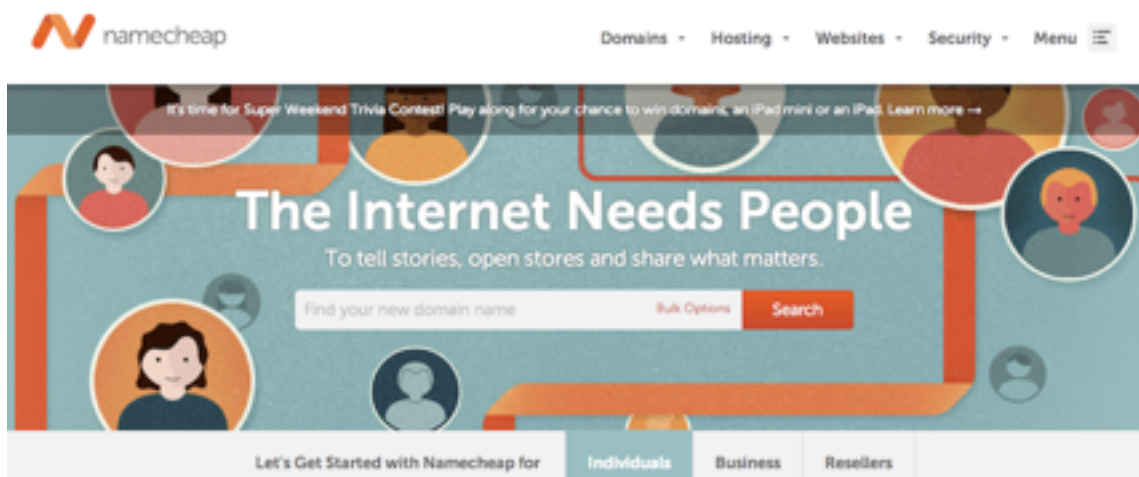 namecheap
Domains Hosting Websites Security Menu
It's time for Super Weekend Trivia Contest! Play along for your chance to win domains, an iPad mini or an iPad. Learn more →
The Internet Needs People
To tell stories, open stores and share what matters.
Find your new domain name Bulk Options Search
Let's Get Started with Namecheap for Individuals Business Resellers